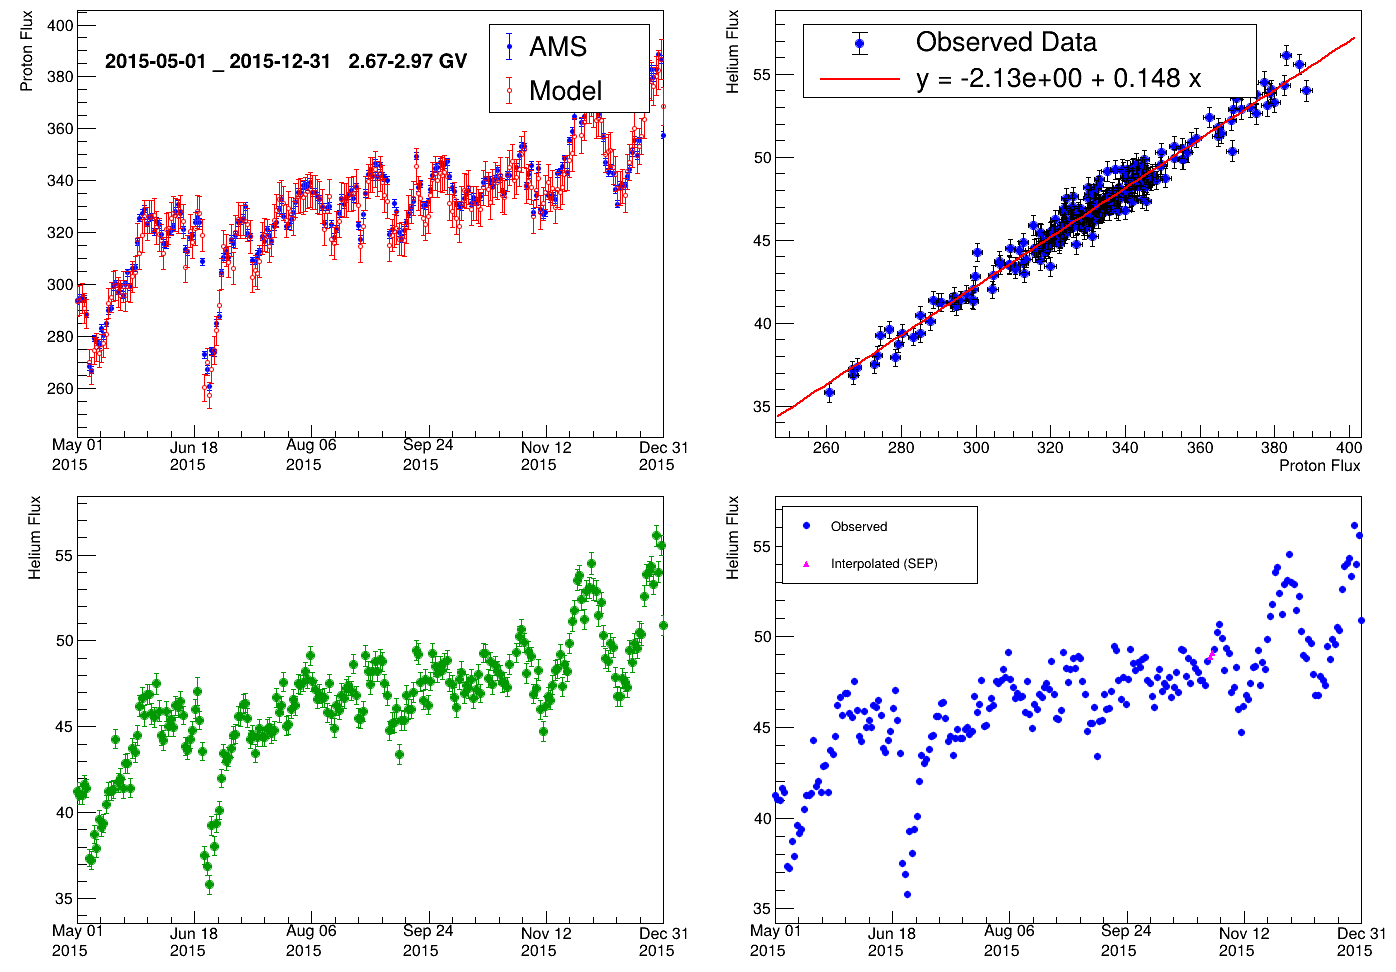 Proton Flux
400
380
360
340
320
300
280
260
2015-05-01 _ 2015-12-31 2.67-2.97 GV
AMS
Model
May 01
2015
Jun 18
2015
Aug 06
2015
Sep 24
2015
Nov 12
2015
Dec 31
2015
Helium Flux
55
50
45
40
35
Observed Data
y = -2.13e+00 + 0.148 x
260
280
300
320
340
360
380
400
Proton Flux
Helium Flux
55
50
45
40
35
May 01
2015
Jun 18
2015
Aug 06
2015
Sep 24
2015
Nov 12
2015
Dec 31
2015
Helium Flux
55
50
45
40
35
Observed
Interpolated (SEP)
May 01
2015
Jun 18
2015
Aug 06
2015
Sep 24
2015
Nov 12
2015
Dec 31
2015